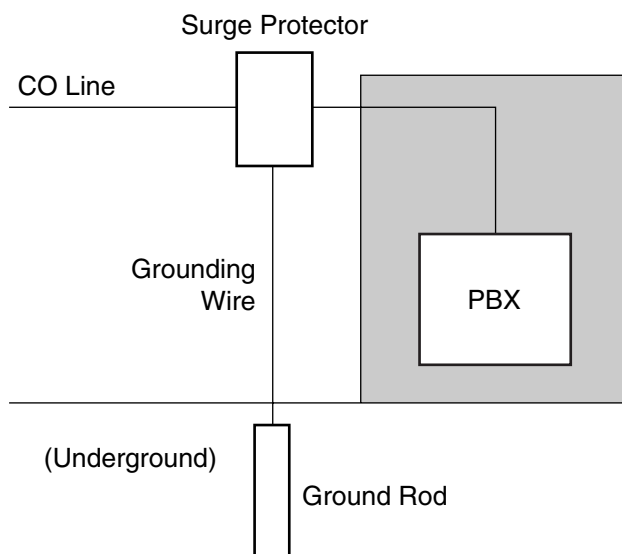 Surge Protector
CO Line
Grounding
Wire
PBX
(Underground)
Ground Rod